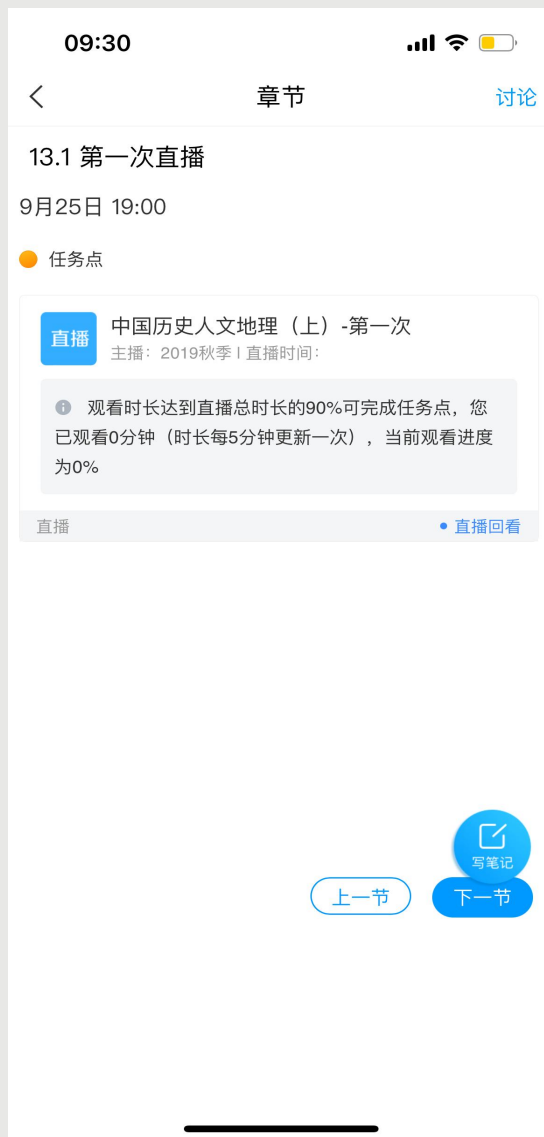 09:30
章节
讨论
13.1 第一次直播
9月25日 19:00
任务点
直播
中国历史人文地理（上）-第一次
主播：2019秋季 | 直播时间：
观看时长达到直播总时长的90%可完成任务点，您
已观看0分钟（时长每5分钟更新一次），当前观看进度
为0%
直播
直播回看
写笔记
上一节
下一节